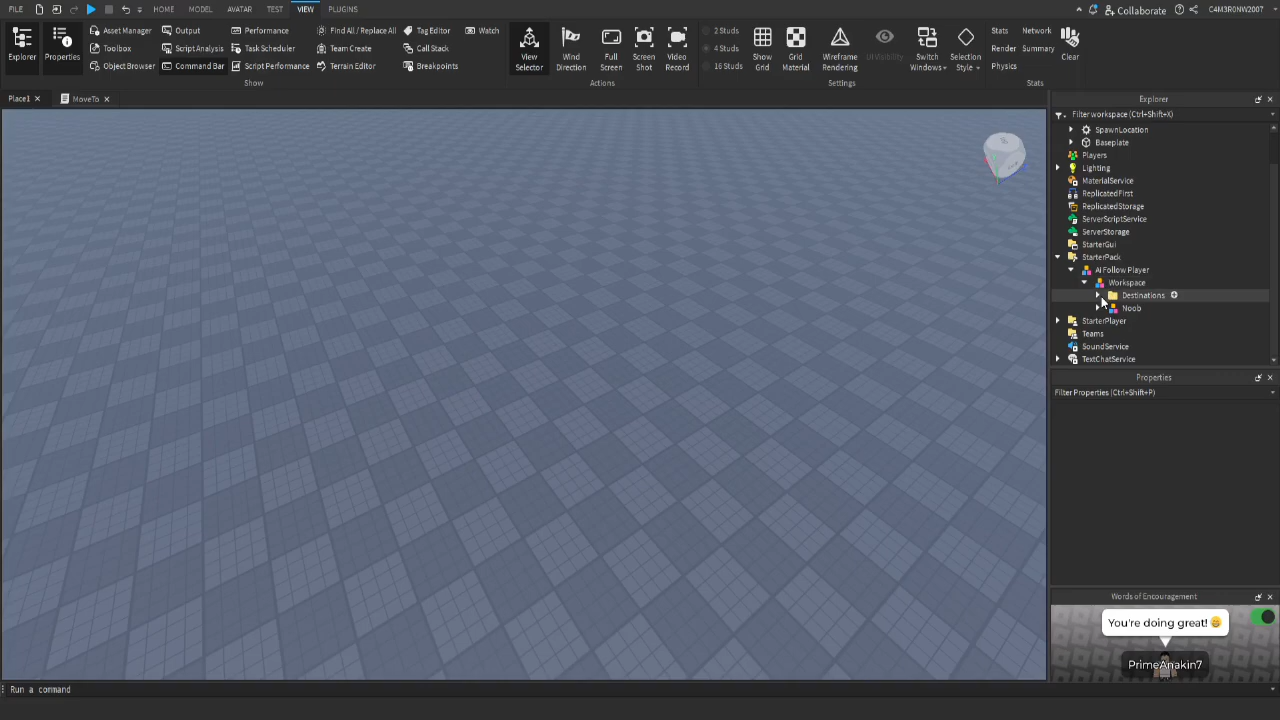 FILE HOME MODEL AVATAR TEST VIEW PLUGINS Collaborate C4M3R0NW2007
Explorer Properties Asset Manager Output Performance Find All / Replace All Tag Editor Watch View Selector Wind Direction Full Screen Screen Shot Video Record 2 Studs Show Grid Grid Material Wireframe Rendering UI Visibility Switch Windows Selection Style Stats Network Clear
Toolbox Script Analysis Task Scheduler Team Create Call Stack 4 Studs Render Summary
Object Browser Command Bar Script Performance Terrain Editor Breakpoints 16 Studs Physics
Show Actions Settings Stats
Place1 MoveTo
Explorer
Filter workspace (Ctrl+Shift+X)
SpawnLocation
Baseplate
Players
Lighting
MaterialService
ReplicatedFirst
ReplicatedStorage
ServerScriptService
ServerStorage
StarterGui
StarterPack
AI Follow Player
Workspace
Destinations
Noob
StarterPlayer
Teams
SoundService
TextChatService
Properties
Filter Properties (Ctrl+Shift+P)
Words of Encouragement
You're doing great! 😄
PrimeAnakin7
Run a command